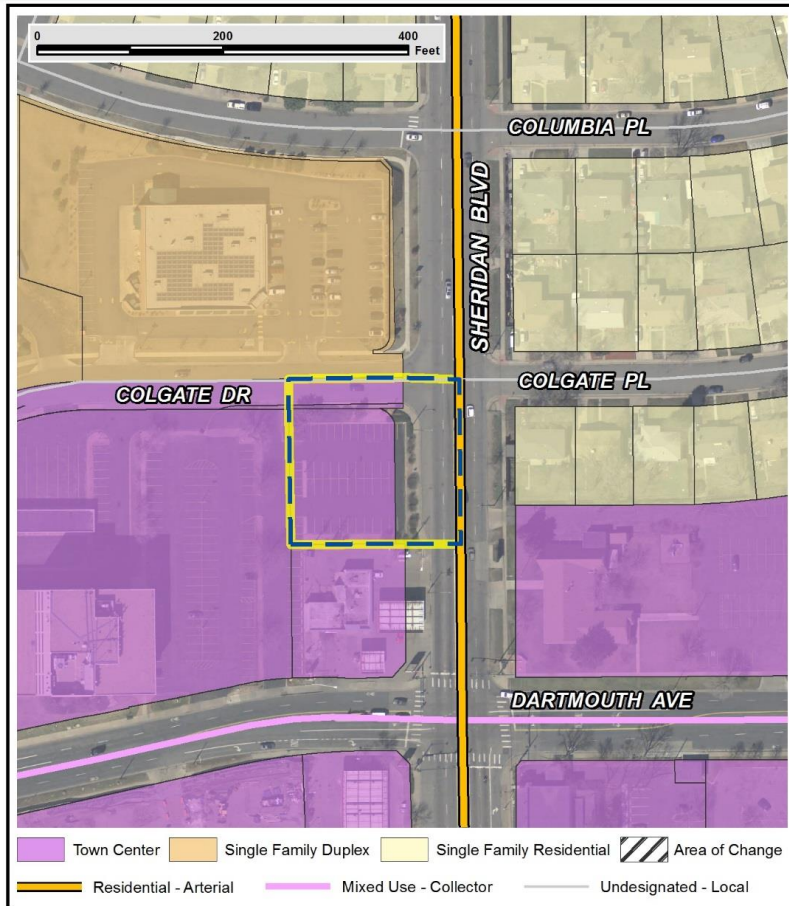 0 200 400
Feet
COLUMBIA PL
SHERIDAN BLVD
COLGATE DR
COLGATE PL
DARTMOUTH AVE
Town Center Single Family Duplex Single Family Residential Area of Change
Residential - Arterial Mixed Use - Collector Undesignated - Local